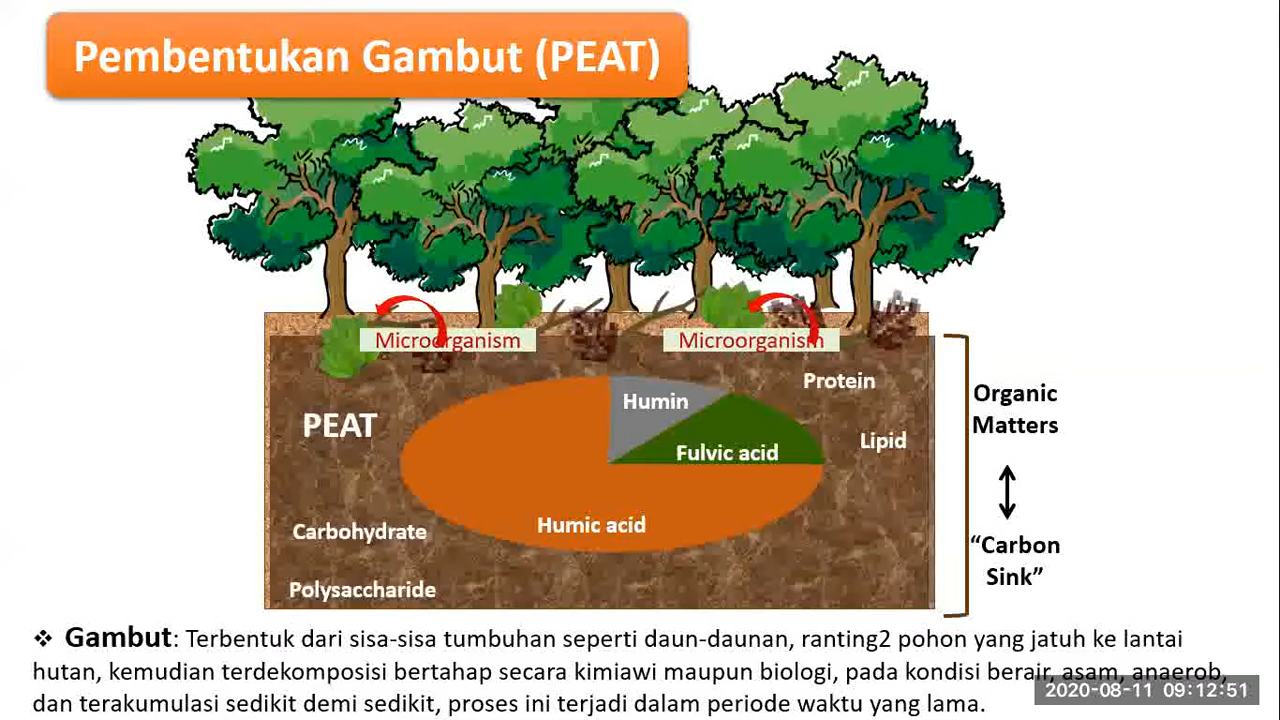 Pembentukan Gambut (PEAT)
Microorganism
Microorganism
Protein
Humin
Organic
Matters
PEAT
Lipid
Fulvic acid
Humic acid
Carbohydrate
“Carbon
Sink”
Polysaccharide
❖ Gambut: Terbentuk dari sisa-sisa tumbuhan seperti daun-daunan, ranting2 pohon yang jatuh ke lantai
hutan, kemudian terdekomposisi bertahap secara kimiawi maupun biologi, pada kondisi berair, asam, anaerob,
dan terakumulasi sedikit demi sedikit, proses ini terjadi dalam periode waktu yang lama.
2020-08-11 09:12:51